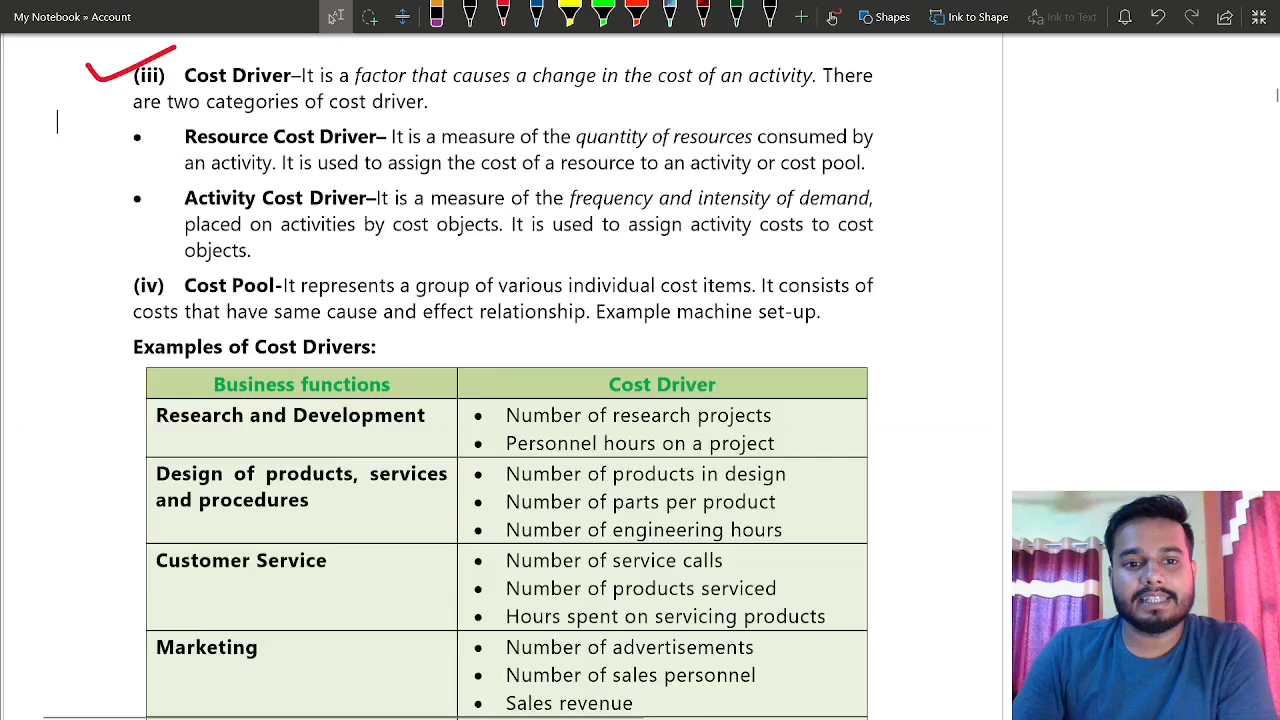 My Notebook » Account
Shapes
Ink to Shape
Ink to Text
(iii) Cost Driver–It is a factor that causes a change in the cost of an activity. There
are two categories of cost driver.
• Resource Cost Driver– It is a measure of the quantity of resources consumed by
an activity. It is used to assign the cost of a resource to an activity or cost pool.
• Activity Cost Driver–It is a measure of the frequency and intensity of demand,
placed on activities by cost objects. It is used to assign activity costs to cost
objects.
(iv) Cost Pool-It represents a group of various individual cost items. It consists of
costs that have same cause and effect relationship. Example machine set-up.
Examples of Cost Drivers:
Business functions
Cost Driver
Research and Development
• Number of research projects
• Personnel hours on a project
Design of products, services
and procedures
• Number of products in design
• Number of parts per product
• Number of engineering hours
Customer Service
• Number of service calls
• Number of products serviced
• Hours spent on servicing products
Marketing
• Number of advertisements
• Number of sales personnel
• Sales revenue